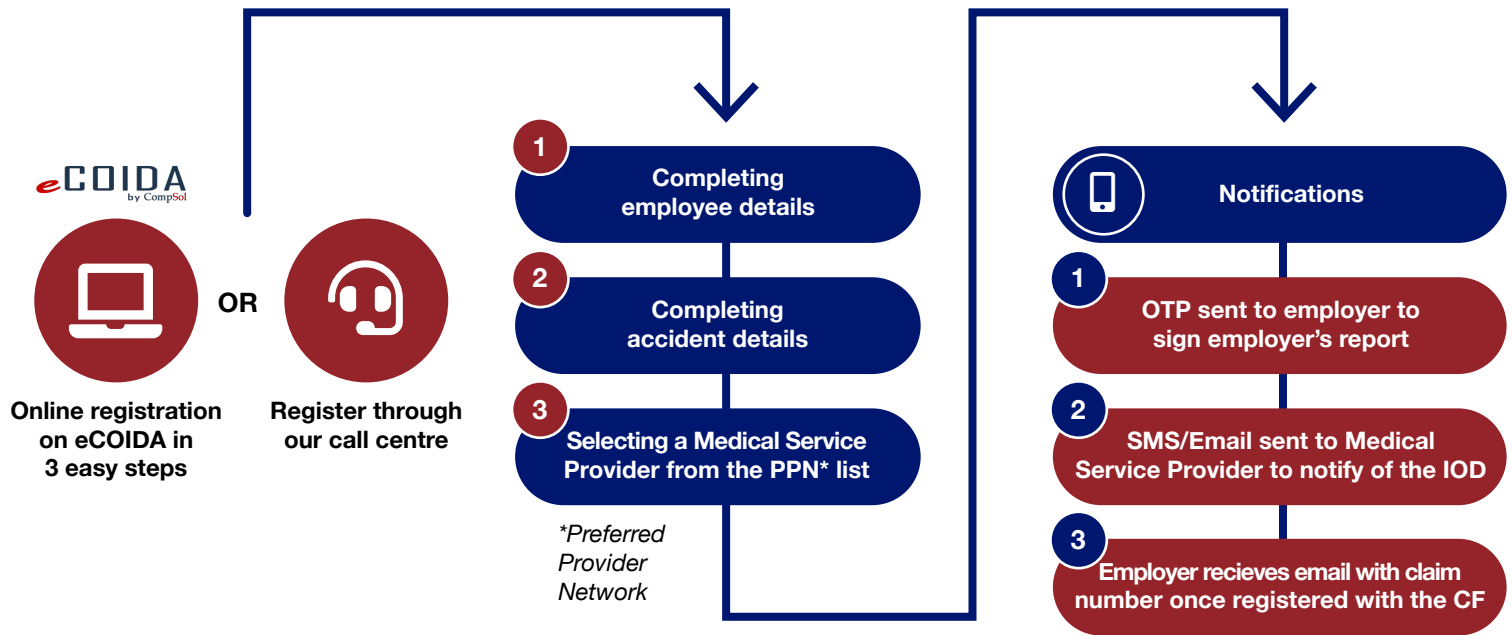 eCOIDA
by CompSol
OR
Online registration
on eCOIDA in
3 easy steps
Register through
our call centre
1
Completing
employee details
2
Completing
accident details
3
Selecting a Medical Service
Provider from the PPN* list
*Preferred
Provider
Network
Notifications
1
OTP sent to employer to
sign employer’s report
2
SMS/Email sent to Medical
Service Provider to notify of the IOD
3
Employer recieves email with claim
number once registered with the CF